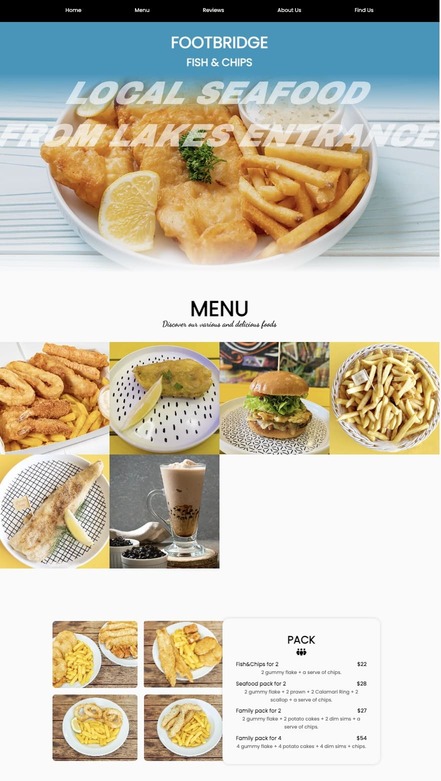 Home Menu Reviews About Us Find Us
FOOTBRIDGE
FISH & CHIPS
LOCAL SEAFOOD
FROM LAKES ENTRANCE
MENU
Discover our various and delicious foods
PACK
Fish&Chips for 2 $22
2 gummy flake + a serve of chips.
Seafood pack for 2 $28
2 gummy flake + 2 prawn + 2 Calamari Ring + 2
scallop + a serve of chips.
Family pack for 2 $27
2 gummy flake + 2 potato cakes + 2 dim sims + a
serve of chips.
Family pack for 4 $54
4 gummy flake + 4 potato cakes + 4 dim sims + chips.